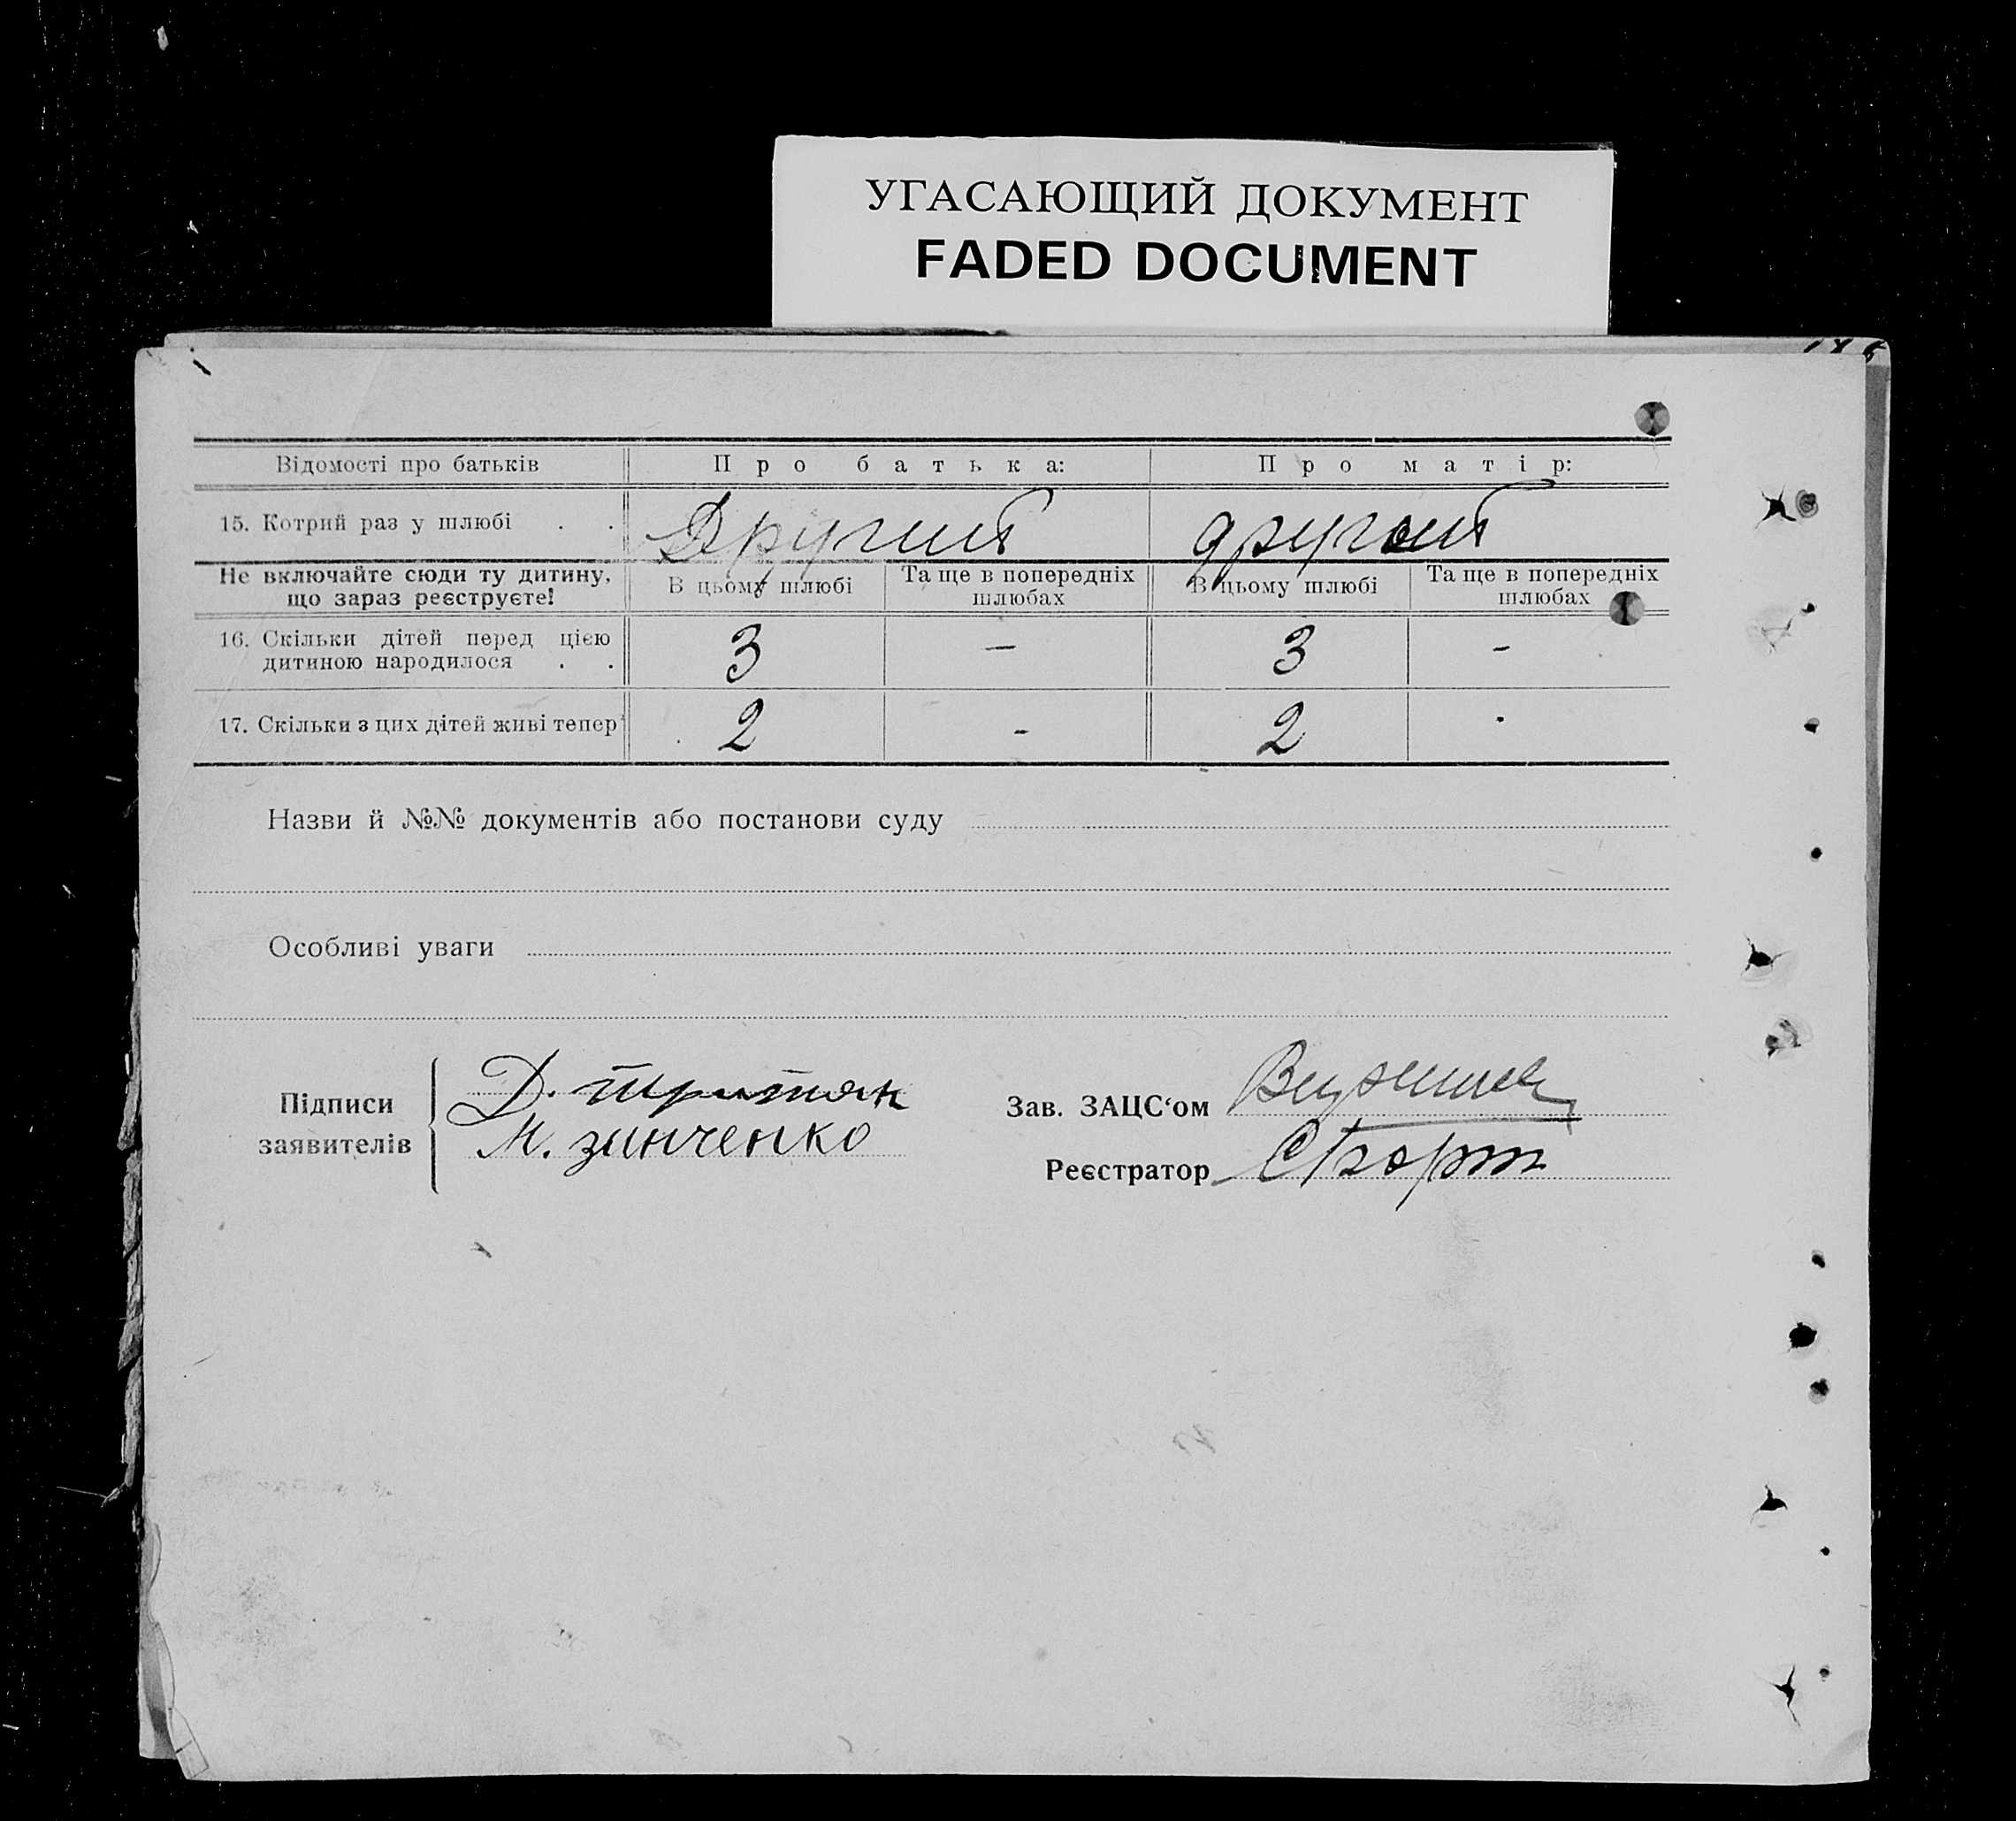 УГАСАЮЩИЙ ДОКУМЕНТ
FADED DOCUMENT
Відомості про батьків Про батька: Про матір:
15. Котрий раз у шлюбі . . Другий другой
Не включайте сюди ту дитину, що зараз реєструєте! В цьому шлюбі Та ще в попередніх шлюбах В цьому шлюбі Та ще в попередніх шлюбах
16. Скільки дітей перед цією дитиною народилося . . 3 — 3 -
17. Скільки з цих дітей живі тепер 2 - 2
Назви й №№ документів або постанови суду
Особливі уваги
Підписи заявителів
Д.
М. зинченко
Зав. ЗАЦС'ом
Реєстратор